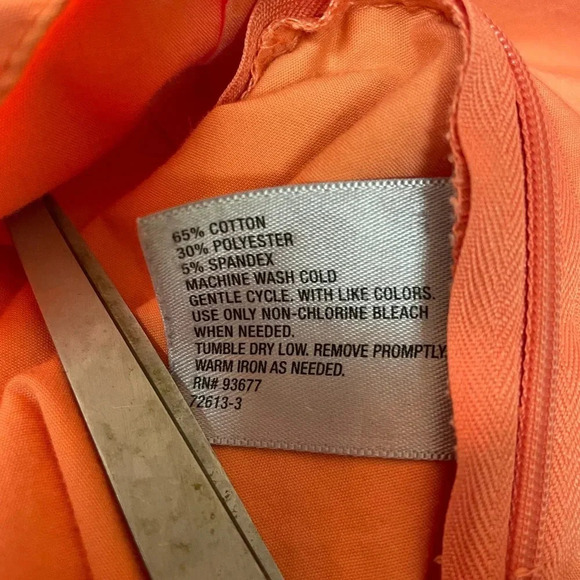 65% COTTON
30% POLYESTER
5% SPANDEX
MACHINE WASH COLD
GENTLE CYCLE. WITH LIKE COLORS.
USE ONLY NON-CHLORINE BLEACH
WHEN NEEDED.
TUMBLE DRY LOW. REMOVE PROMPTLY
WARM IRON AS NEEDED.
RN# 93677
72613-3